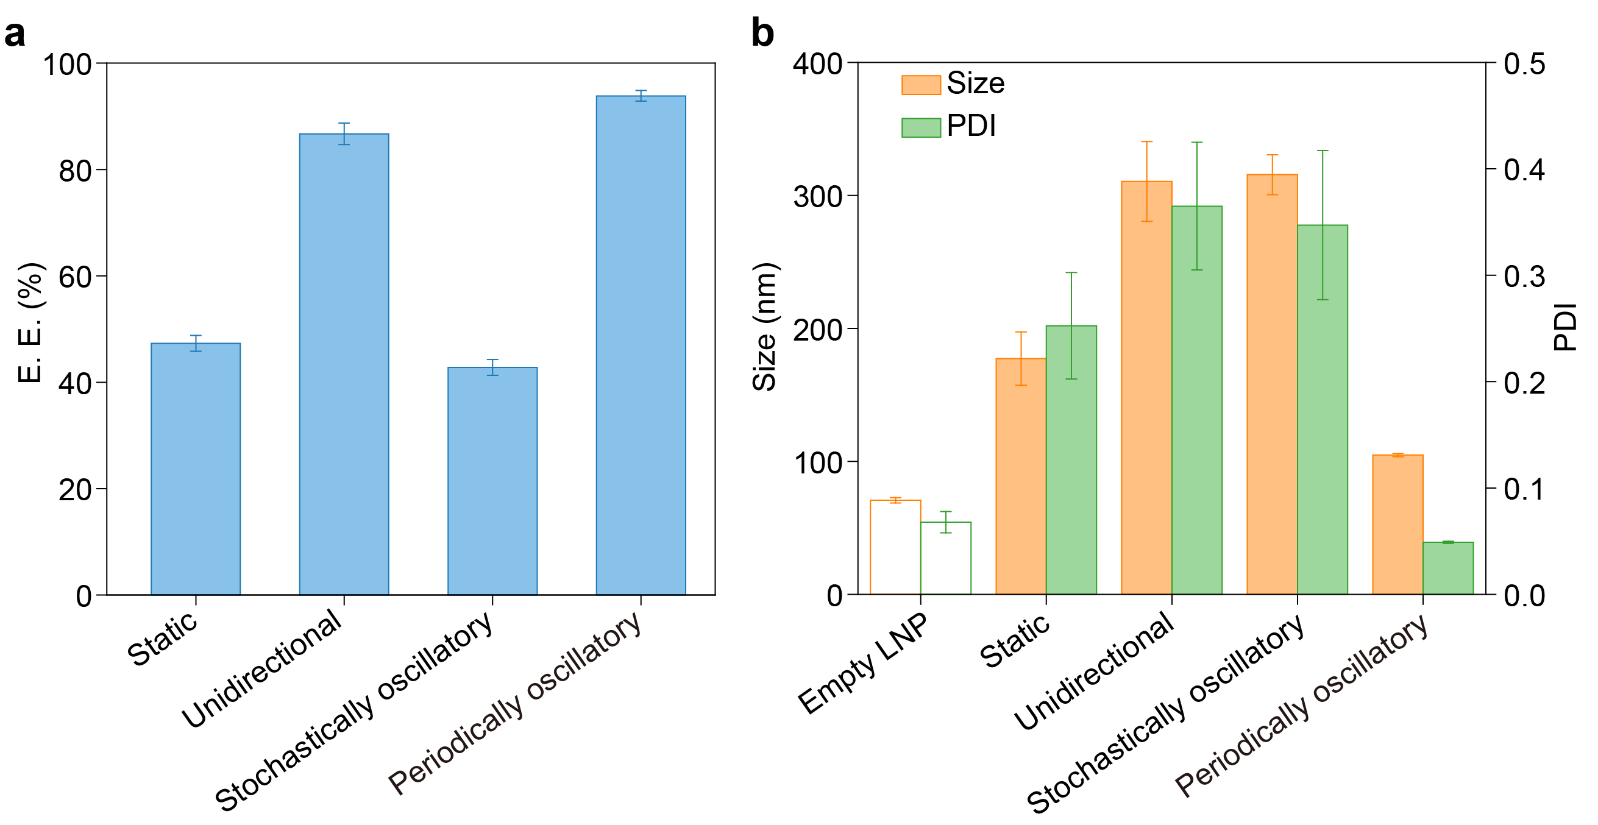 a
E. E. (%)
100
80
60
40
20
0
Static
Unidirectional
Stochastically oscillatory
Periodically oscillatory
b
Size (nm)
400
300
200
100
0
Size
PDI
0.5
0.4
0.3
0.2
0.1
0.0
PDI
Empty LNP
Static
Unidirectional
Stochastically oscillatory
Periodically oscillatory